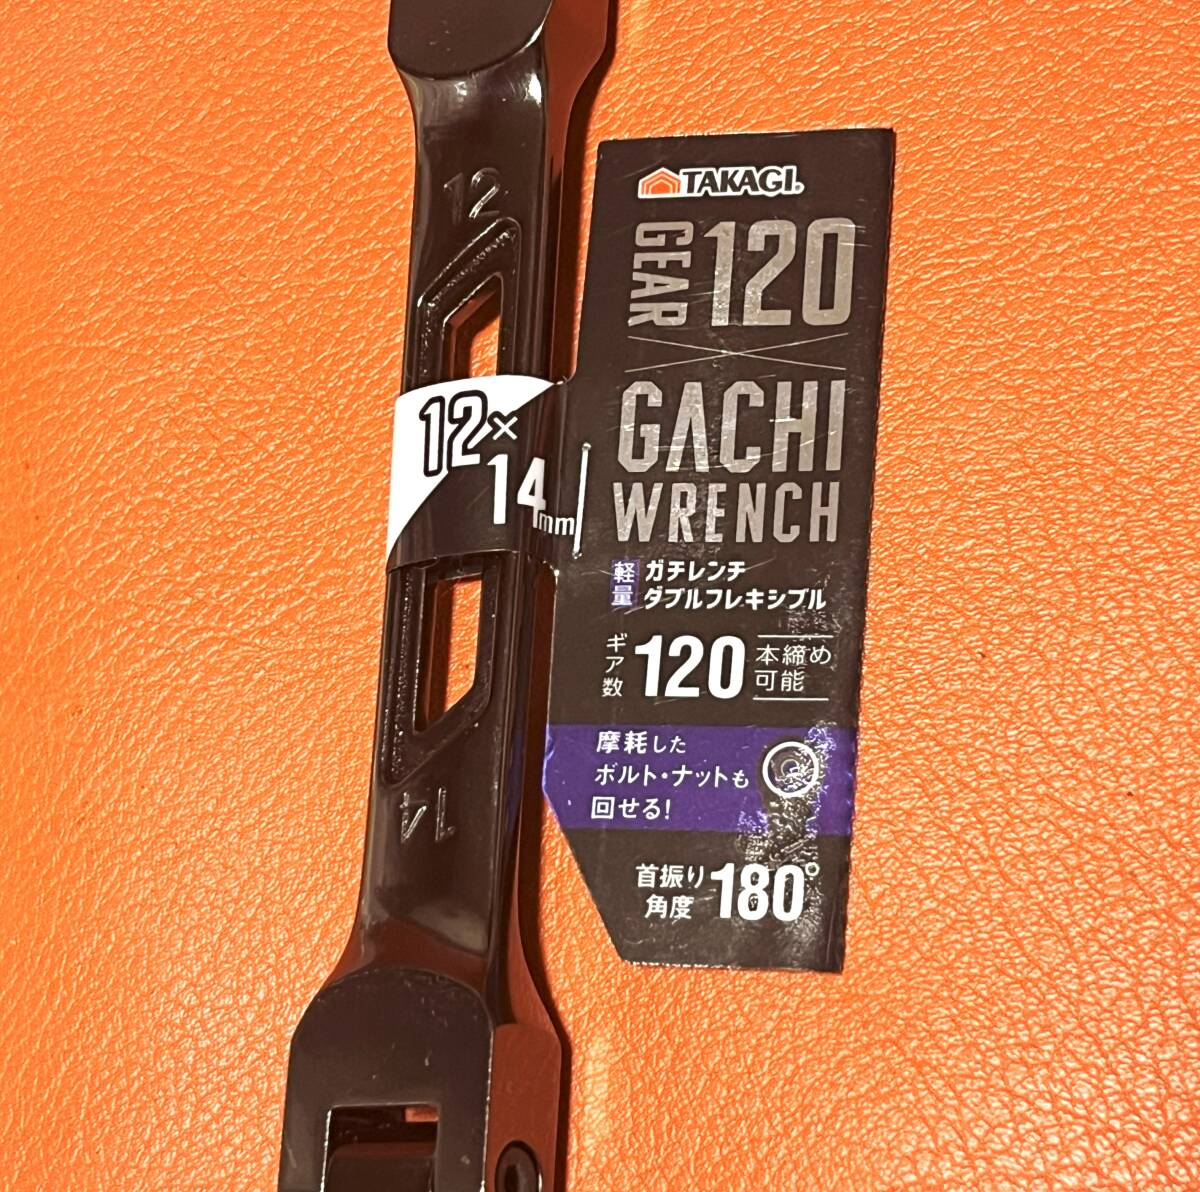 12
12×
14mm
14
TAKAGI.
GEAR 120
GACHI
WRENCH
軽量 ガチレンチ
ダブルフレキシブル
ギア数 120 本締め
可能
摩耗した
ボルト・ナットも
回せる!
首振り
角度 180°